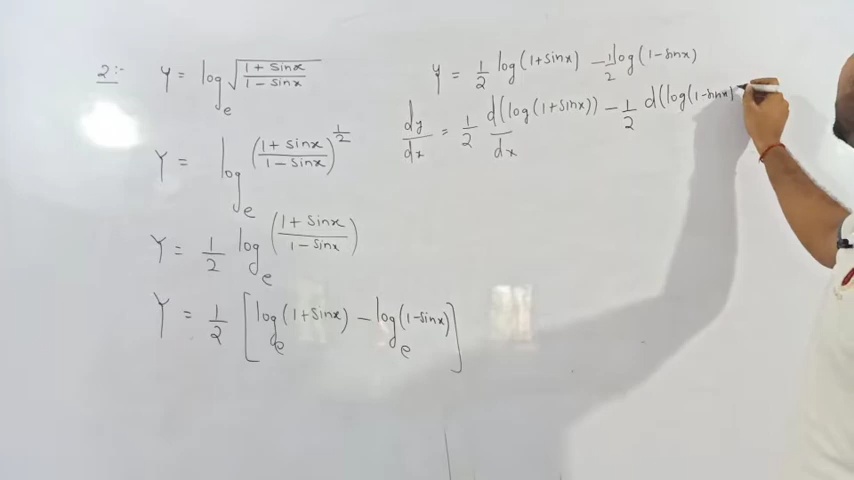 2:- Y = log_e √((1 + sinx)/(1 - sinx))
Y = log_e ((1 + sinx)/(1 - sinx))^(1/2)
Y = 1/2 log_e ((1 + sinx)/(1 - sinx))
Y = 1/2 [log_e (1 + sinx) - log_e (1 - sinx)]
y = 1/2 log(1 + sinx) - 1/2 log(1 - sinx)
dy/dx = 1/2 d(log(1 + sinx))/dx - 1/2 d(log(1 - sinx)